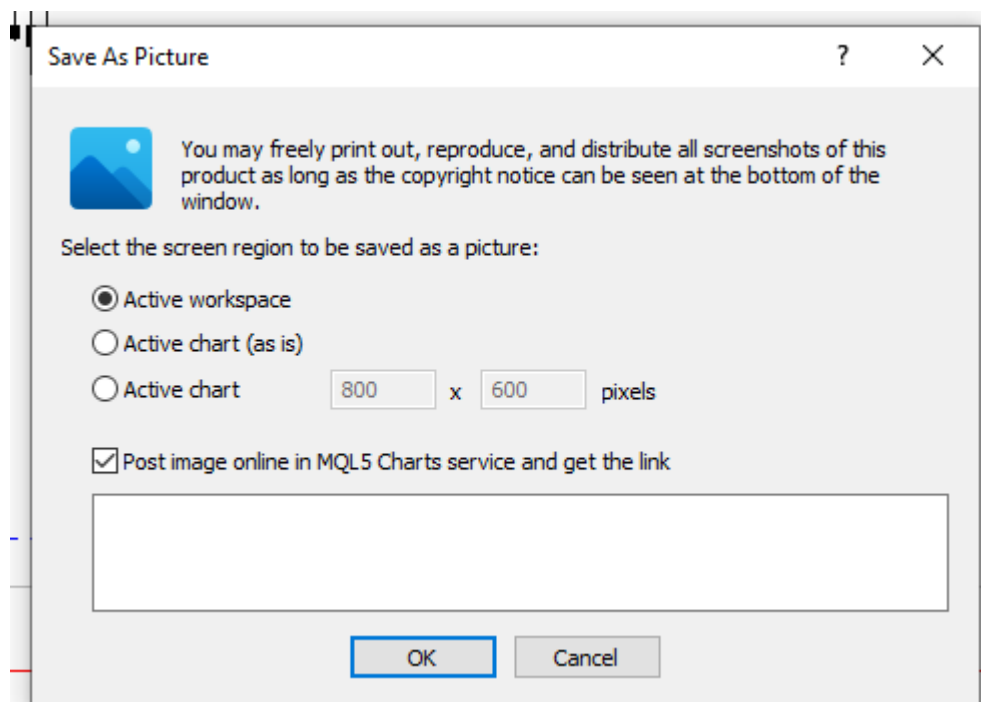 Save As Picture
?
You may freely print out, reproduce, and distribute all screenshots of this
product as long as the copyright notice can be seen at the bottom of the
window.
Select the screen region to be saved as a picture:
Active workspace
Active chart (as is)
Active chart 800 x 600 pixels
Post image online in MQL5 Charts service and get the link
OK Cancel